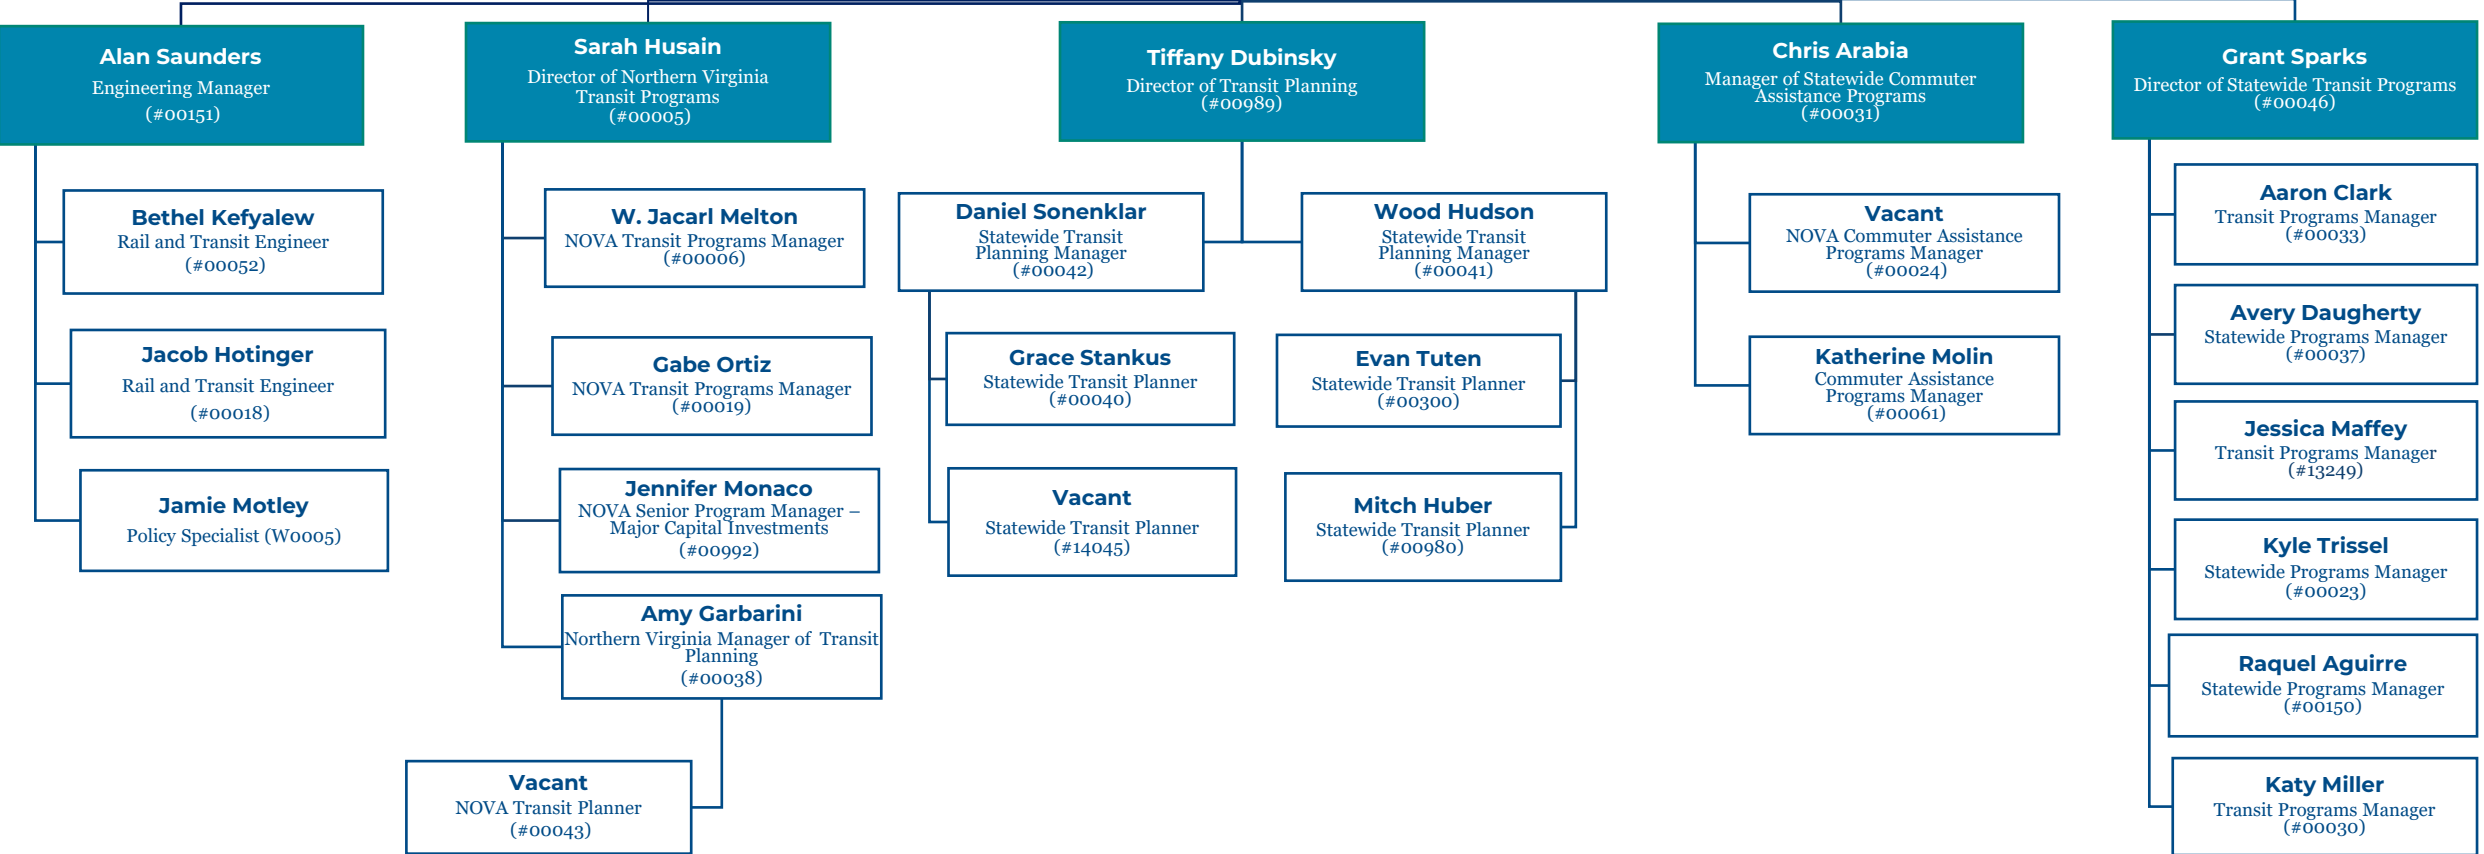 Alan Saunders
Engineering Manager
(#00151)
Bethel Kefyalew
Rail and Transit Engineer
(#00052)
Jacob Hotinger
Rail and Transit Engineer
(#00018)
Jamie Motley
Policy Specialist (W0005)
Sarah Husain
Director of Northern Virginia
Transit Programs
(#00005)
W. Jacarl Melton
NOVA Transit Programs Manager
(#00006)
Gabe Ortiz
NOVA Transit Programs Manager
(#00019)
Jennifer Monaco
NOVA Senior Program Manager –
Major Capital Investments
(#00992)
Amy Garbarini
Northern Virginia Manager of Transit
Planning
(#00038)
Vacant
NOVA Transit Planner
(#00043)
Tiffany Dubinsky
Director of Transit Planning
(#00989)
Daniel Sonenklar
Statewide Transit
Planning Manager
(#00042)
Grace Stankus
Statewide Transit Planner
(#00040)
Vacant
Statewide Transit Planner
(#14045)
Wood Hudson
Statewide Transit
Planning Manager
(#00041)
Evan Tuten
Statewide Transit Planner
(#00300)
Mitch Huber
Statewide Transit Planner
(#00980)
Chris Arabia
Manager of Statewide Commuter
Assistance Programs
(#00031)
Vacant
NOVA Commuter Assistance
Programs Manager
(#00024)
Katherine Molin
Commuter Assistance
Programs Manager
(#00061)
Grant Sparks
Director of Statewide Transit Programs
(#00046)
Aaron Clark
Transit Programs Manager
(#00033)
Avery Daugherty
Statewide Programs Manager
(#00037)
Jessica Maffey
Transit Programs Manager
(#13249)
Kyle Trissel
Statewide Programs Manager
(#00023)
Raquel Aguirre
Statewide Programs Manager
(#00150)
Katy Miller
Transit Programs Manager
(#00030)